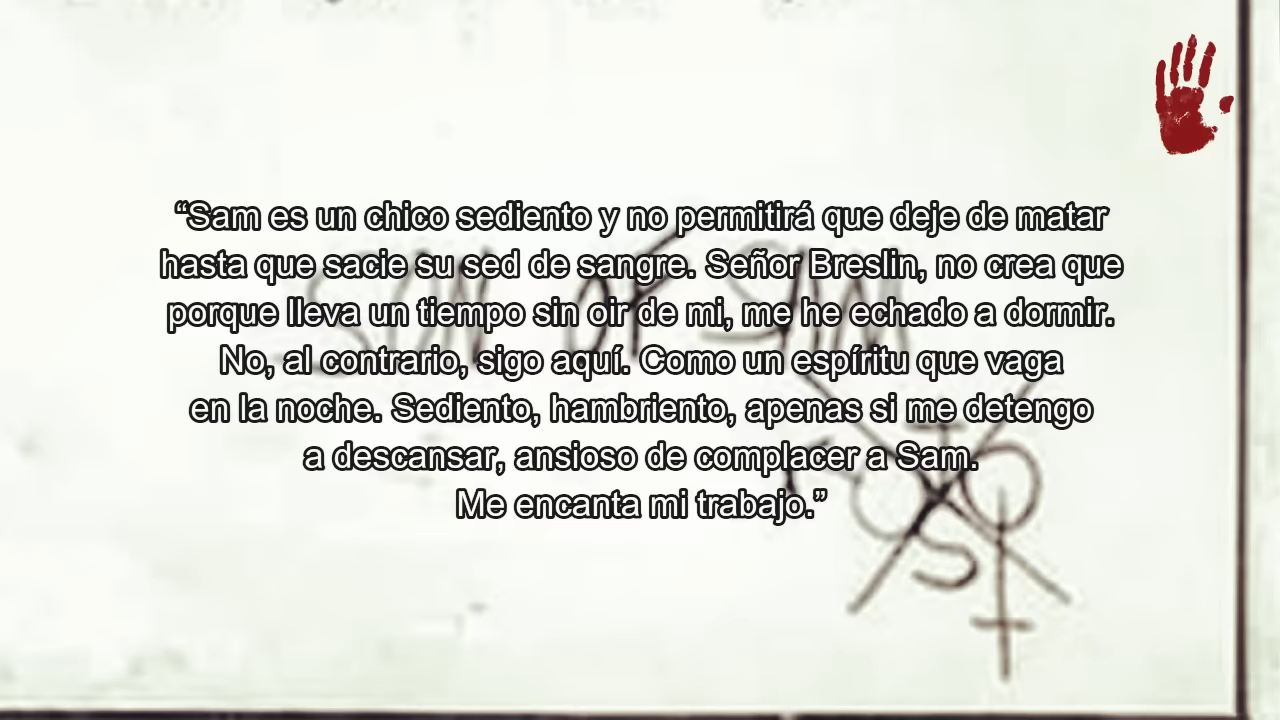 “Sam es un chico sediento y no permitirá que deje de matar
hasta que sacie su sed de sangre. Señor Breslin, no crea que
porque lleva un tiempo sin oir de mi, me he echado a dormir.
No, al contrario, sigo aquí. Como un espíritu que vaga
en la noche. Sediento, hambriento, apenas si me detengo
a descansar, ansioso de complacer a Sam.
Me encanta mi trabajo.”
SON OF SAM
S